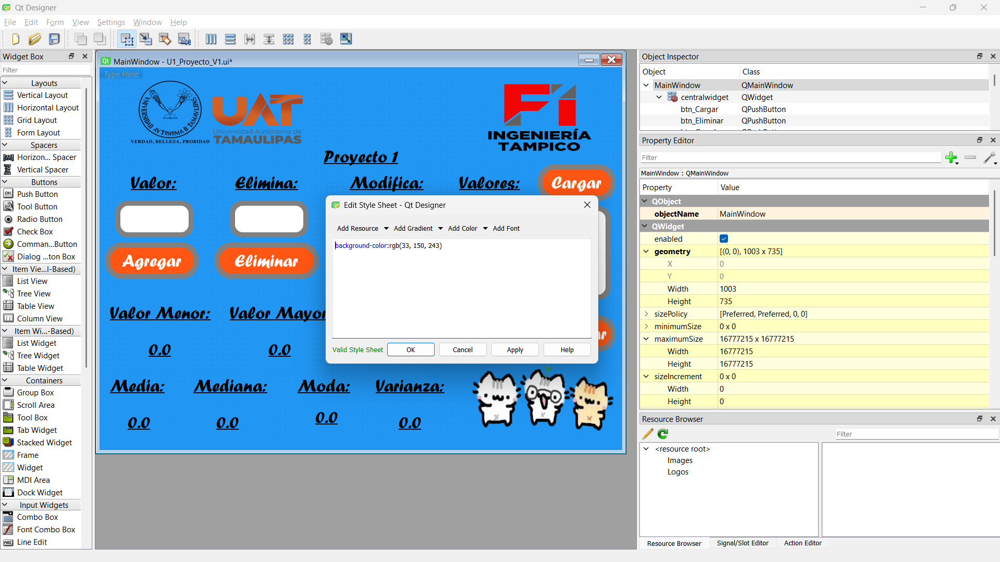 Qt Designer
File Edit Form View Settings Window Help
Widget Box
Filter
Layouts
Vertical Layout
Horizontal Layout
Grid Layout
Form Layout
Spacers
Horizon... Spacer
Vertical Spacer
Buttons
Push Button
Tool Button
Radio Button
Check Box
Comman...Button
Dialog ...ton Box
Item Vie...l-Based)
List View
Tree View
Table View
Column View
Item Wi...-Based)
List Widget
Tree Widget
Table Widget
Containers
Group Box
Scroll Area
Tool Box
Tab Widget
Stacked Widget
Frame
Widget
MDI Area
Dock Widget
Input Widgets
Combo Box
Font Combo Box
Line Edit
MainWindow - U1_Proyecto_V1.ui*
Type Here
UNIVERSIDAD AVTONOMA D TAMAVLIPAS
VERDAD, BELLEZA, PROBIDAD
UAT
Universidad Autónoma de
TAMAULIPAS
FI
INGENIERÍA
TAMPICO
Proyecto 1
Valor: Elimina: Modifica: Valores: Cargar
Agregar Eliminar
Valor Menor: Valor Mayor
0.0 0.0
Media: Mediana: Moda: Varianza:
0.0 0.0 0.0 0.0
Edit Style Sheet - Qt Designer
Add Resource Add Gradient Add Color Add Font
background-color:rgb(33, 150, 243)
Valid Style Sheet OK Cancel Apply Help
Object Inspector
Object Class
MainWindow QMainWindow
centralwidget QWidget
btn_Cargar QPushButton
btn_Eliminar QPushButton
Property Editor
Filter
MainWindow : QMainWindow
Property Value
QObject
objectName MainWindow
QWidget
enabled
geometry [(0, 0), 1003 x 735]
X 0
Y 0
Width 1003
Height 735
sizePolicy [Preferred, Preferred, 0, 0]
minimumSize 0 x 0
maximumSize 16777215 x 16777215
Width 16777215
Height 16777215
sizeIncrement 0 x 0
Width 0
Height 0
Resource Browser
Filter
<resource root>
Images
Logos
Resource Browser Signal/Slot Editor Action Editor